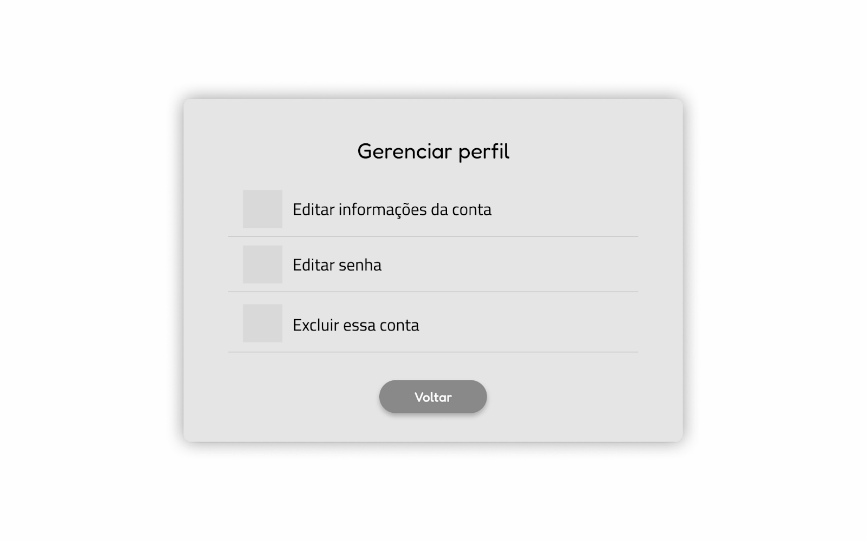 Gerenciar perfil
Editar informações da conta
Editar senha
Excluir essa conta
Voltar